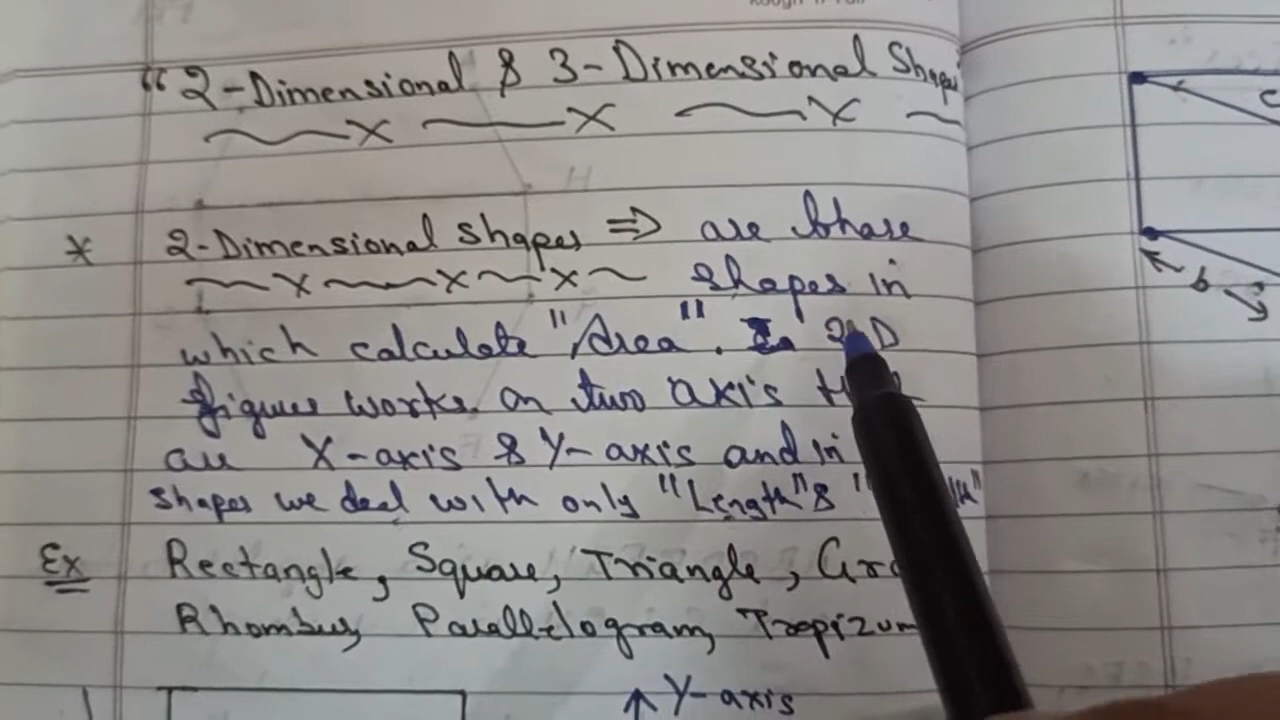 "2-Dimensional & 3-Dimensional Shapes
* 2-Dimensional shapes ⇒ are those
shapes in
which calculate "Area". In 2D
figures works on two axis
are X-axis & Y-axis and in
shapes we deal with only "Length" &
Ex Rectangle, Square, Triangle,
Rhombus, Parallelogram, Trapizum
b
Y-axis